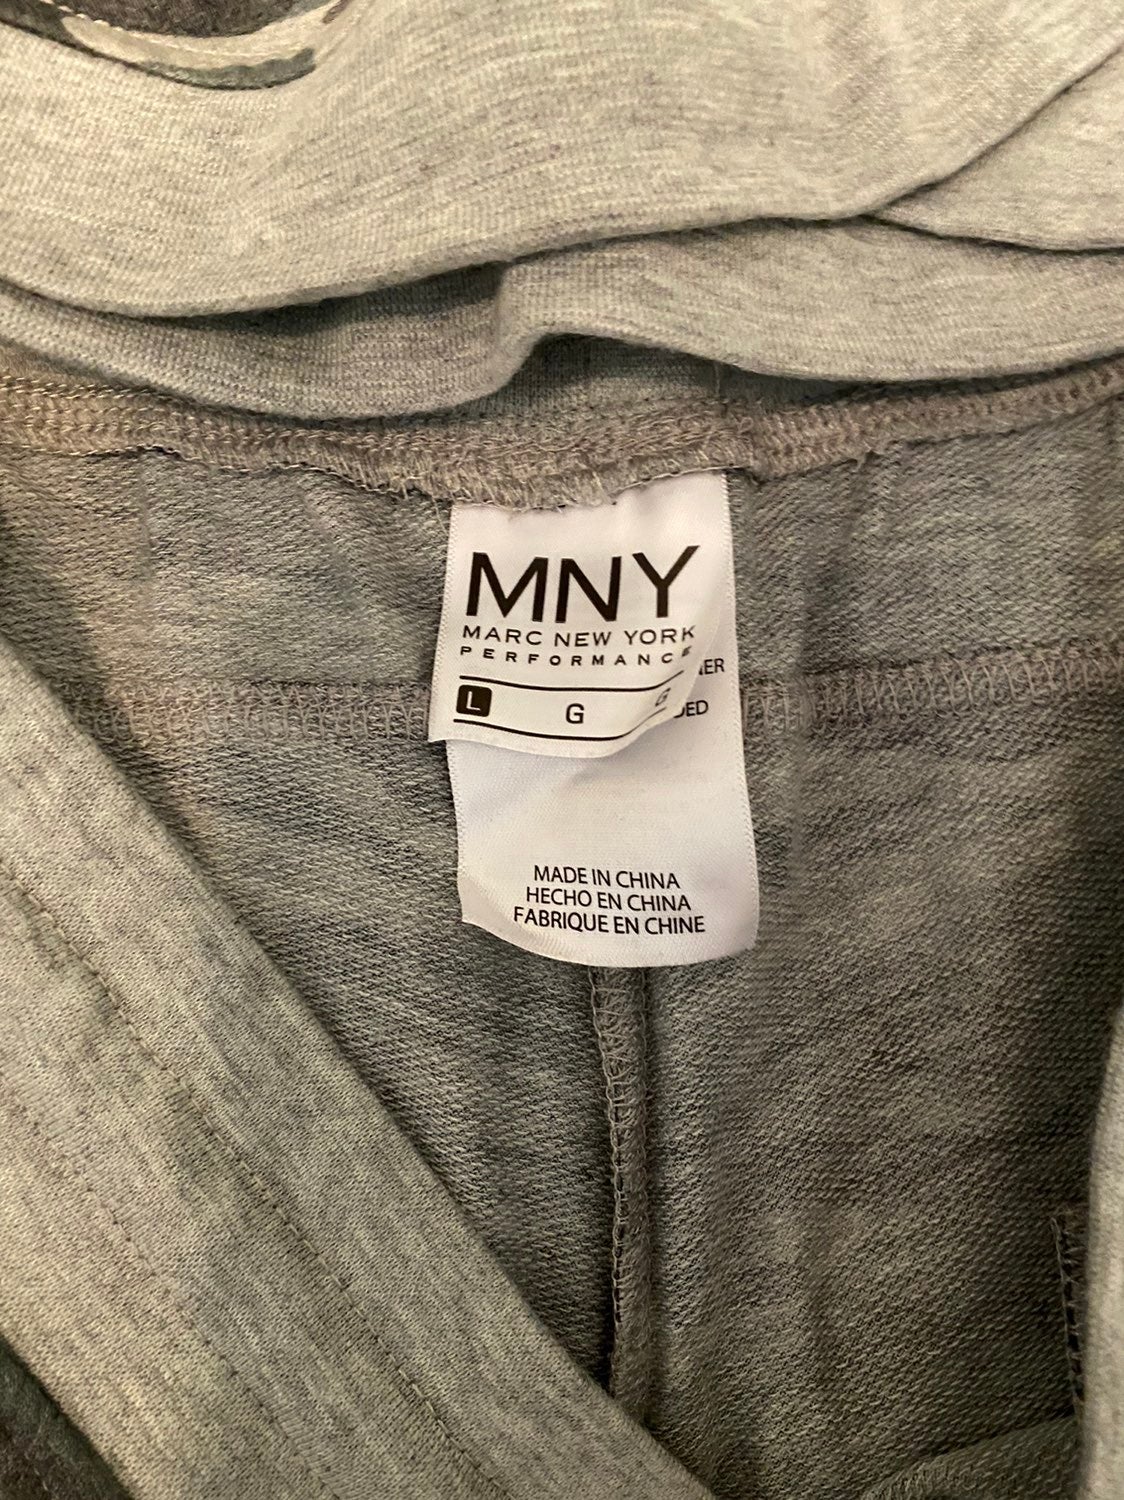 MNY
MARC NEW YORK
PERFORMANCE
L G G
MADE IN CHINA
HECHO EN CHINA
FABRIQUE EN CHINE